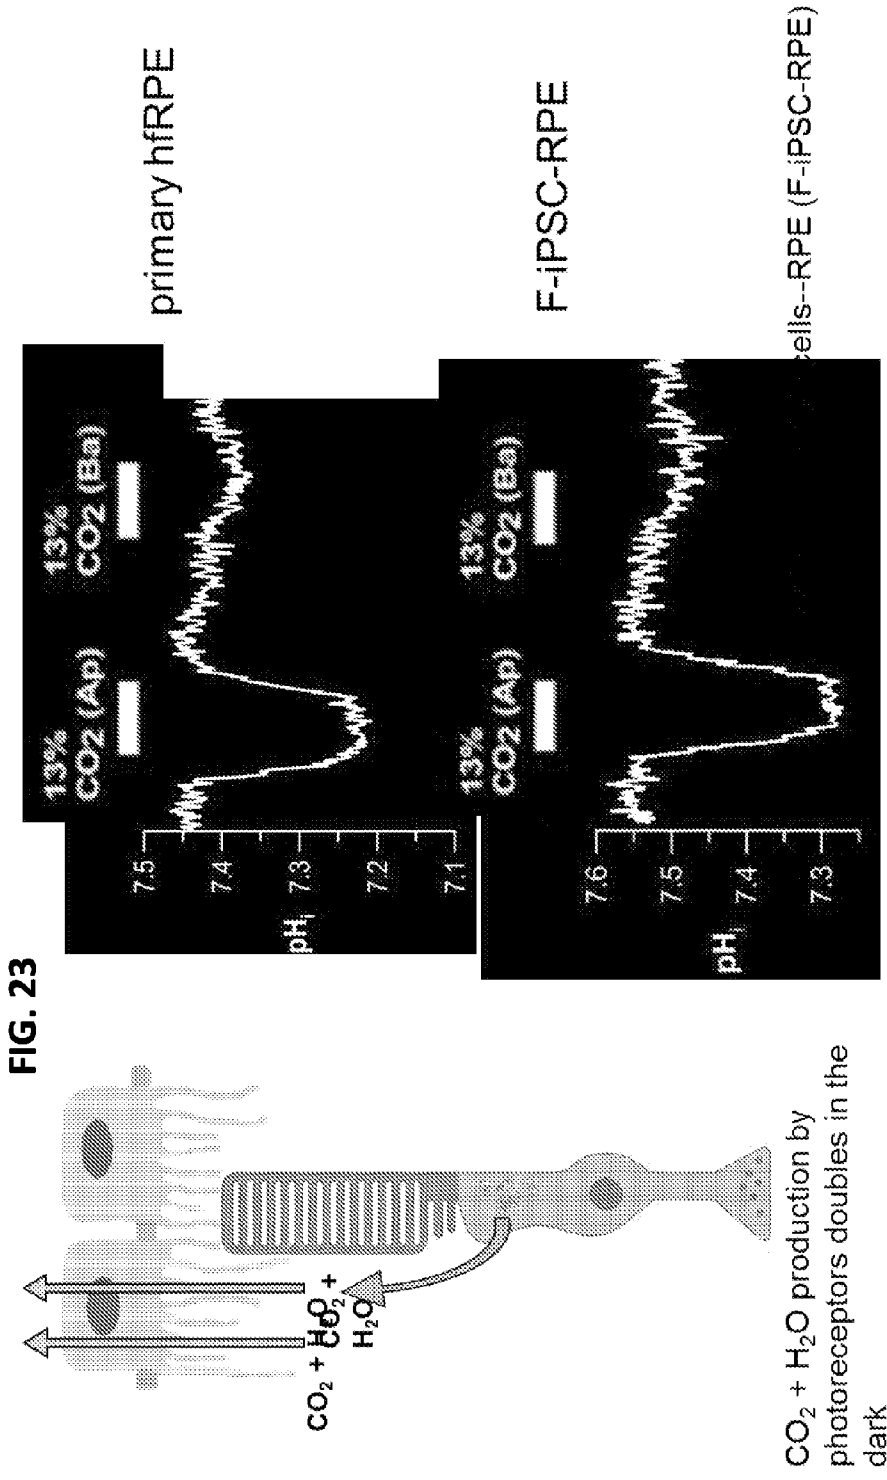 FIG. 23
CO₂ + H₂O
CO₂ +
H₂O
CO₂ + H₂O production by
photoreceptors doubles in the
dark
13%
CO₂ (Ap)
13%
CO₂ (Ba)
pHᵢ
7.5
7.4
7.3
7.2
7.1
primary hfRPE
13%
CO₂ (Ap)
13%
CO₂ (Ba)
pHᵢ
7.6
7.5
7.4
7.3
F-iPSC-RPE
cells--RPE (F-iPSC-RPE)